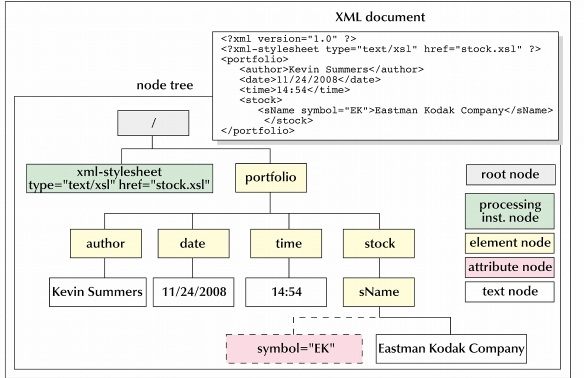 XML document
<?xml version="1.0" ?>
<?xml-stylesheet type="text/xsl" href="stock.xsl" ?>
<portfolio>
<author>Kevin Summers</author>
<date>11/24/2008</date>
<time>14:54</time>
<stock>
<sName symbol="EK">Eastman Kodak Company</sName>
</stock>
</portfolio>
node tree
/
xml-stylesheet
type="text/xsl" href="stock.xsl"
portfolio
root node
processing
inst. node
author
date
time
stock
element node
attribute node
Kevin Summers
11/24/2008
14:54
sName
text node
symbol="EK"
Eastman Kodak Company